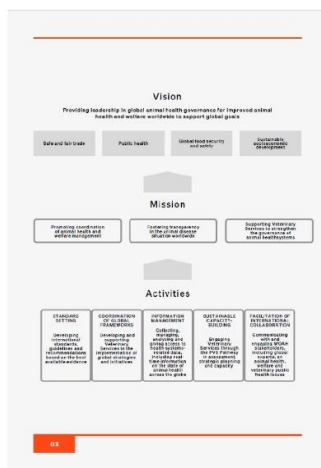 Vision
Providing leadership in global animal health governance for improved animal
health and welfare worldwide to support global goals
Safe and fair trade
Public health
Global food security
and safety
Sustainable
socioeconomic
development
Mission
Promoting coordination
of animal health and
welfare management
Fostering transparency
in the animal disease
situation worldwide
Supporting Veterinary
Services to strengthen
the governance of
animal health systems
Activities
STANDARD
SETTING
Developing
international
standards,
guidelines and
recommendations
based on the best
available evidence
COORDINATION
OF GLOBAL
FRAMEWORKS
Developing and
supporting
Veterinary
Services in the
implementation of
global strategies
and initiatives
INFORMATION
MANAGEMENT
Collecting,
managing,
analysing and
giving access to
health systems-
related data,
including real
time information
on the state of
animal health
across the globe
SUSTAINABLE
CAPACITY-
BUILDING
Engaging
Veterinary
Services through
the PVS Pathway
in assessment,
strategic planning
and capacity
FACILITATION OF
INTERNATIONAL
COLLABORATION
Communicating
with and
engaging WOAH
stakeholders,
including global
experts, on
animal health,
welfare and
veterinary public
health issues
03